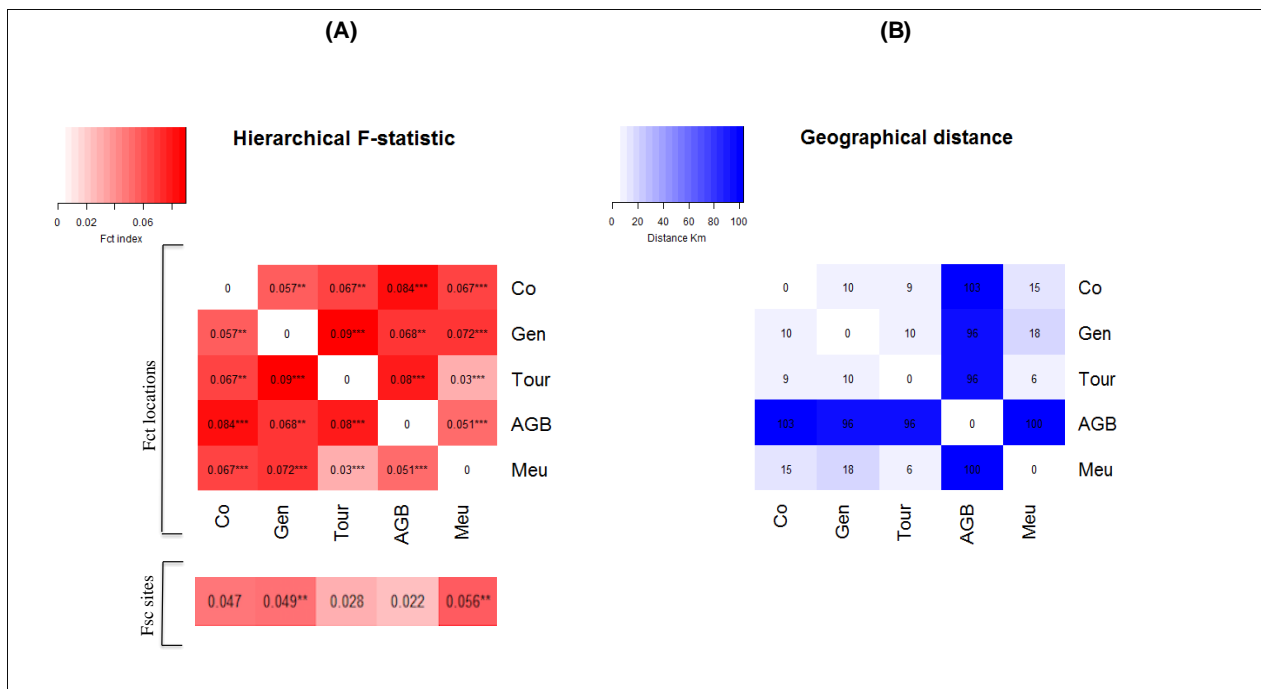 (A)
Hierarchical F-statistic
0 0.02 0.06
Fct index
Fct locations
0 0.057** 0.067** 0.084*** 0.067*** Co
0.057** 0 0.09*** 0.068** 0.072*** Gen
0.067** 0.09*** 0 0.08*** 0.03*** Tour
0.084*** 0.068** 0.08*** 0 0.051*** AGB
0.067*** 0.072*** 0.03*** 0.051*** 0 Meu
Co Gen Tour AGB Meu
Fsc sites
0.047 0.049** 0.028 0.022 0.056**
(B)
Geographical distance
0 20 40 60 80 100
Distance Km
0 10 9 103 15 Co
10 0 10 96 18 Gen
9 10 0 96 6 Tour
103 96 96 0 100 AGB
15 18 6 100 0 Meu
Co Gen Tour AGB Meu